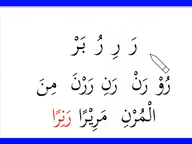 رَ رِ رُ بَرْ
رُوْ رَنْ رَنِ رَرْنَ مِنَ
الْمُرْنِ مَرِيْرًا رَنِرًا